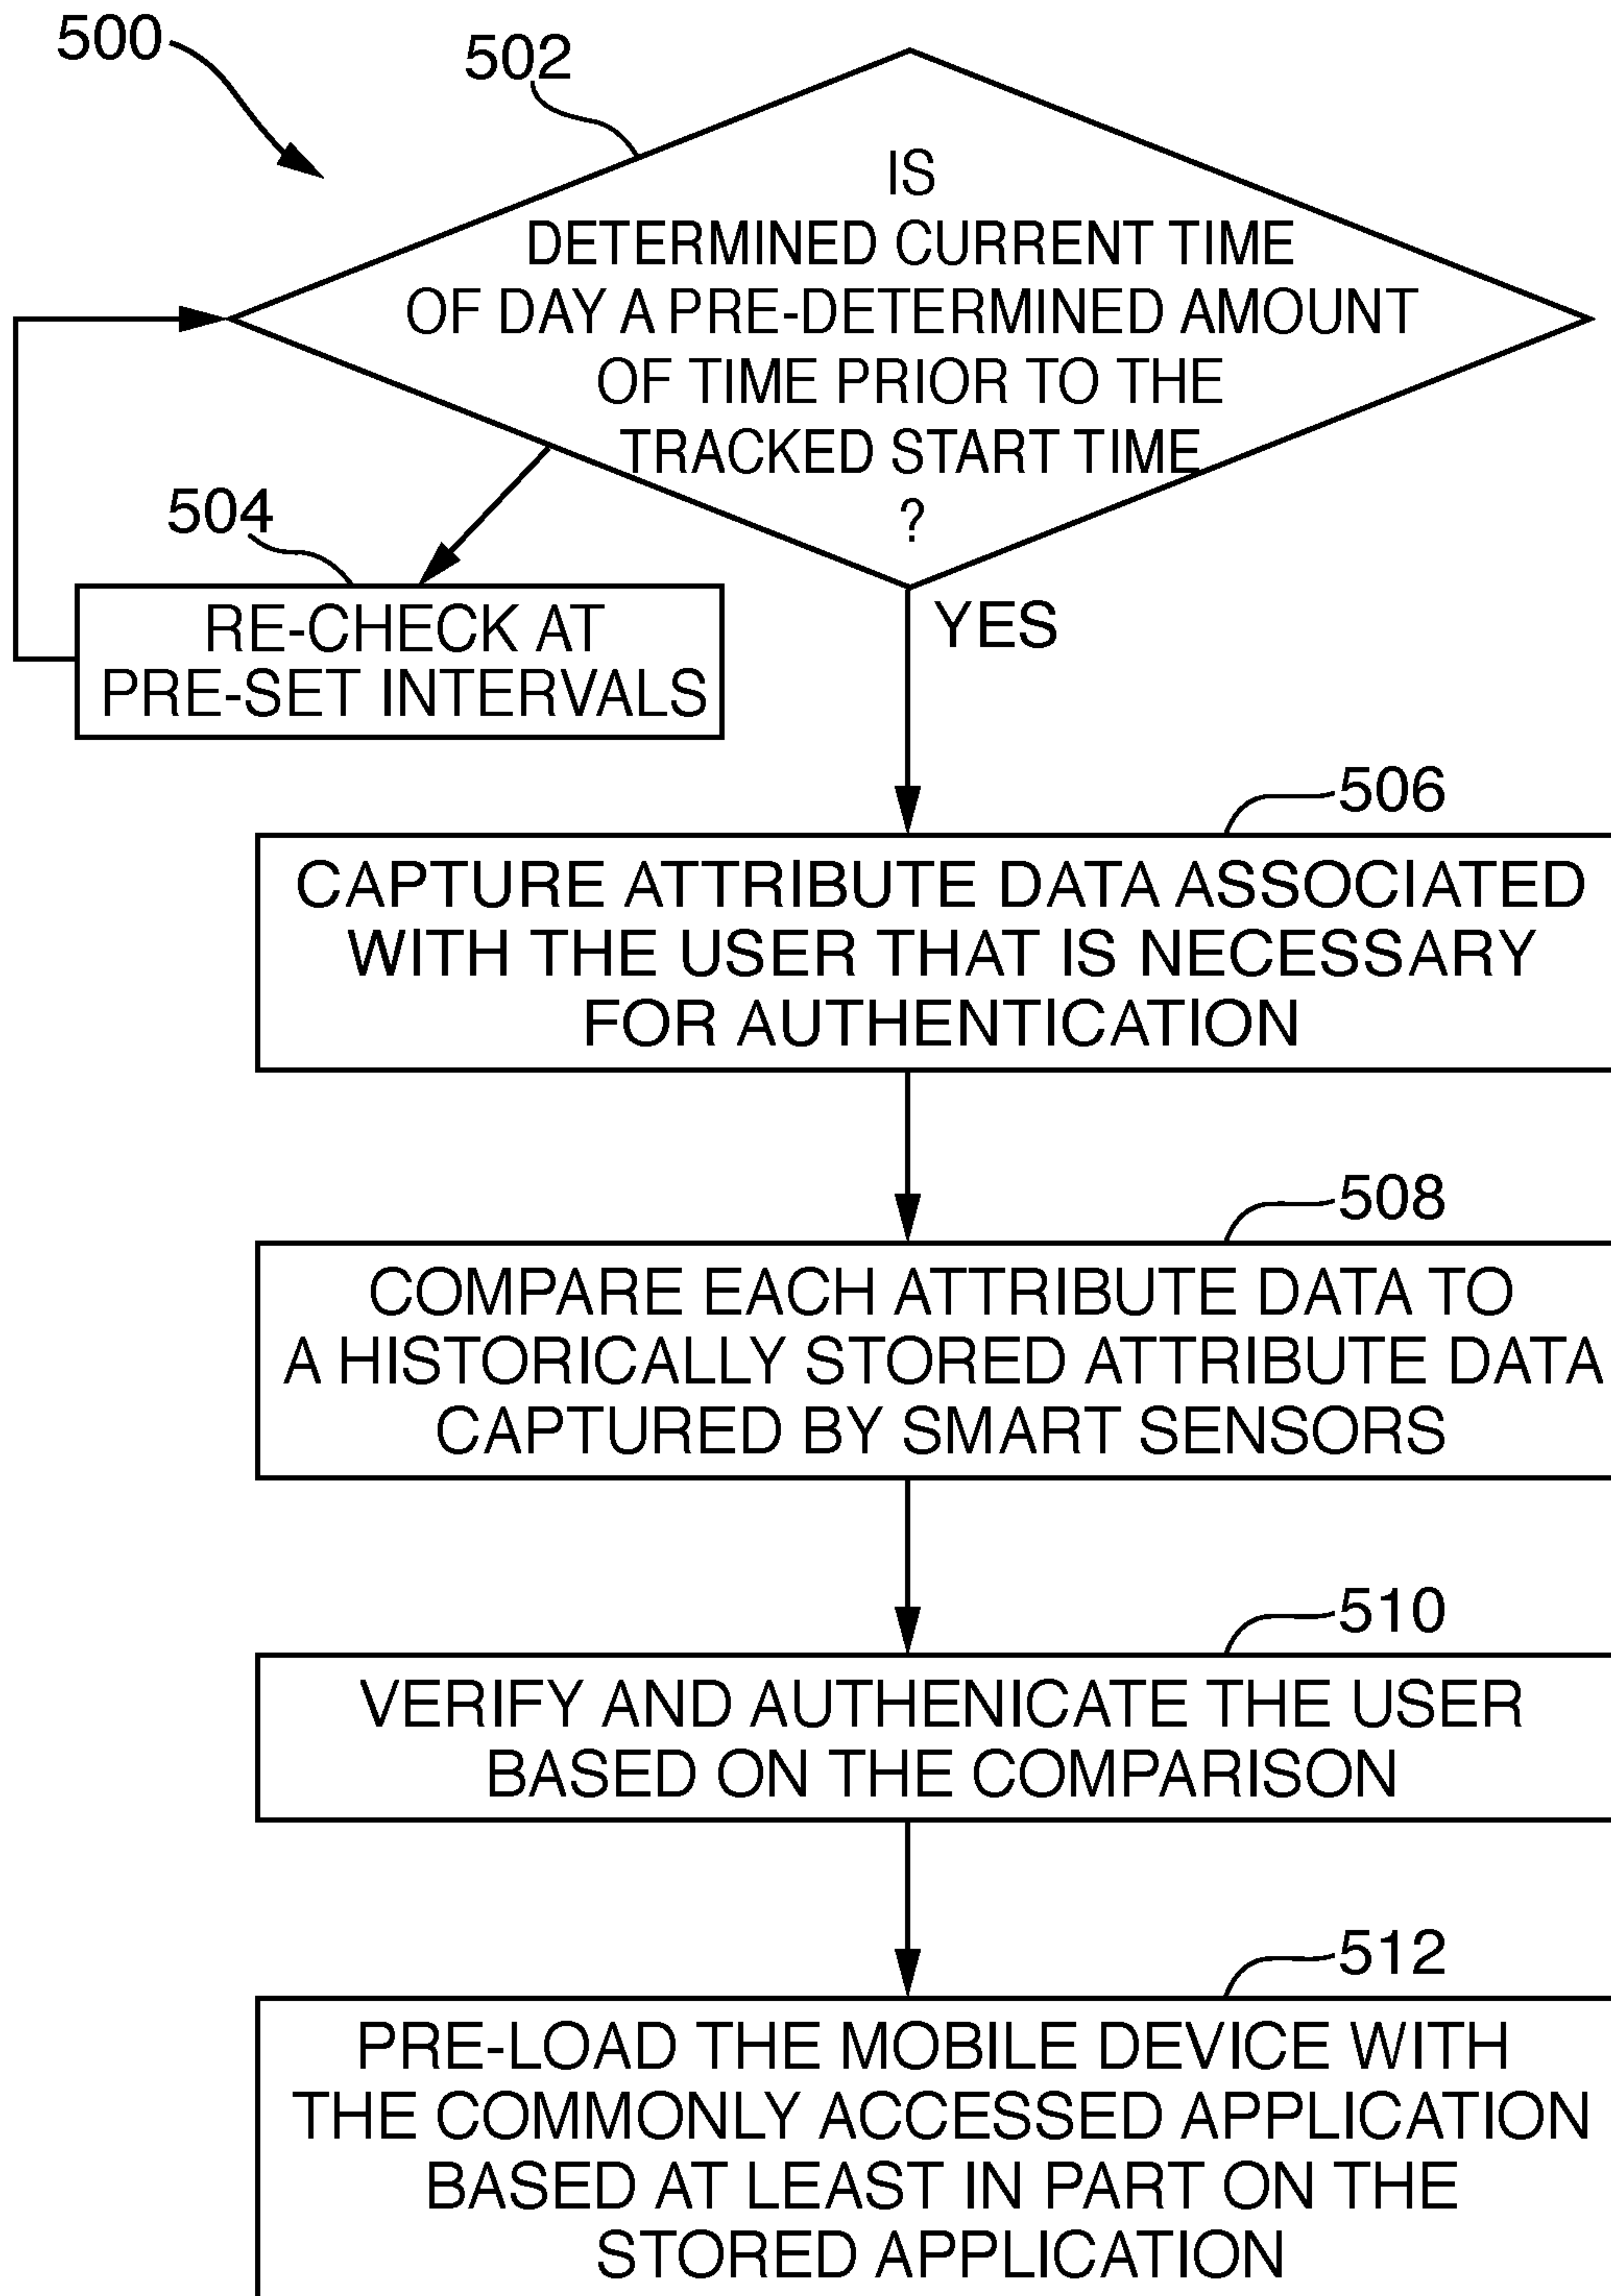 500
502
IS
DETERMINED CURRENT TIME
OF DAY A PRE-DETERMINED AMOUNT
OF TIME PRIOR TO THE
TRACKED START TIME
?
504
RE-CHECK AT
PRE-SET INTERVALS
YES
506
CAPTURE ATTRIBUTE DATA ASSOCIATED
WITH THE USER THAT IS NECESSARY
FOR AUTHENTICATION
508
COMPARE EACH ATTRIBUTE DATA TO
A HISTORICALLY STORED ATTRIBUTE DATA
CAPTURED BY SMART SENSORS
510
VERIFY AND AUTHENICATE THE USER
BASED ON THE COMPARISON
512
PRE-LOAD THE MOBILE DEVICE WITH
THE COMMONLY ACCESSED APPLICATION
BASED AT LEAST IN PART ON THE
STORED APPLICATION